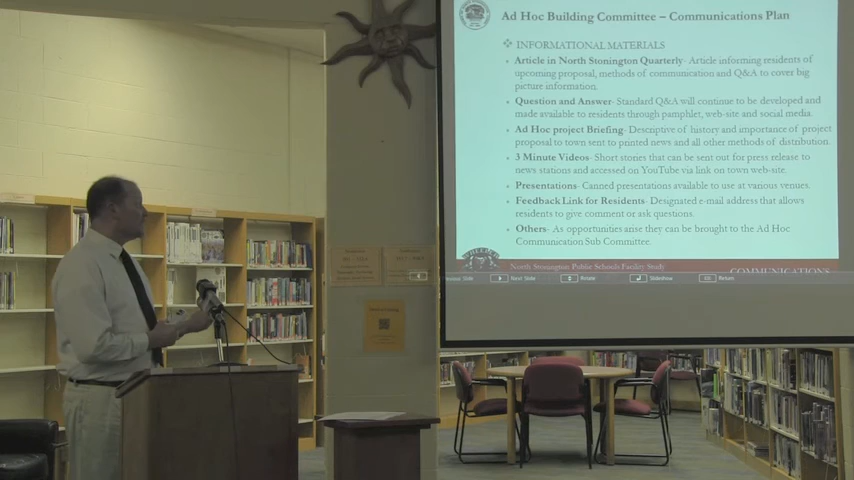 Ad Hoc Building Committee – Communications Plan
❖ INFORMATIONAL MATERIALS
• Article in North Stonington Quarterly- Article informing residents of
upcoming proposal, methods of communication and Q&A to cover big
picture information.
• Question and Answer- Standard Q&A will continue to be developed and
made available to residents through pamphlet, web-site and social media.
• Ad Hoc project Briefing- Descriptive of history and importance of project
proposal to town sent to printed news and all other methods of distribution.
• 3 Minute Videos- Short stories that can be sent out for press release to
news stations and accessed on YouTube via link on town web-site.
• Presentations- Canned presentations available to use at various venues.
• Feedback Link for Residents- Designated e-mail address that allows
residents to give comment or ask questions.
• Others- As opportunities arise they can be brought to the Ad Hoc
Communication Sub Committee.
North Stonington Public Schools Facility Study
COMMUNICATIONS
Slide Next Slide Rotate Slideshow Return